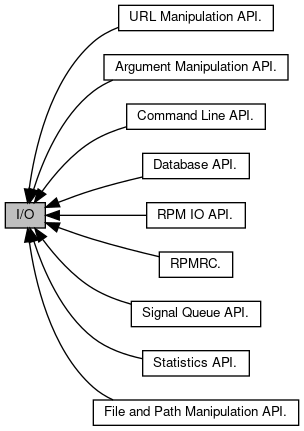 URL Manipulation API.
Argument Manipulation API.
Command Line API.
Database API.
I/O
RPM IO API.
RPMRC.
Signal Queue API.
Statistics API.
File and Path Manipulation API.